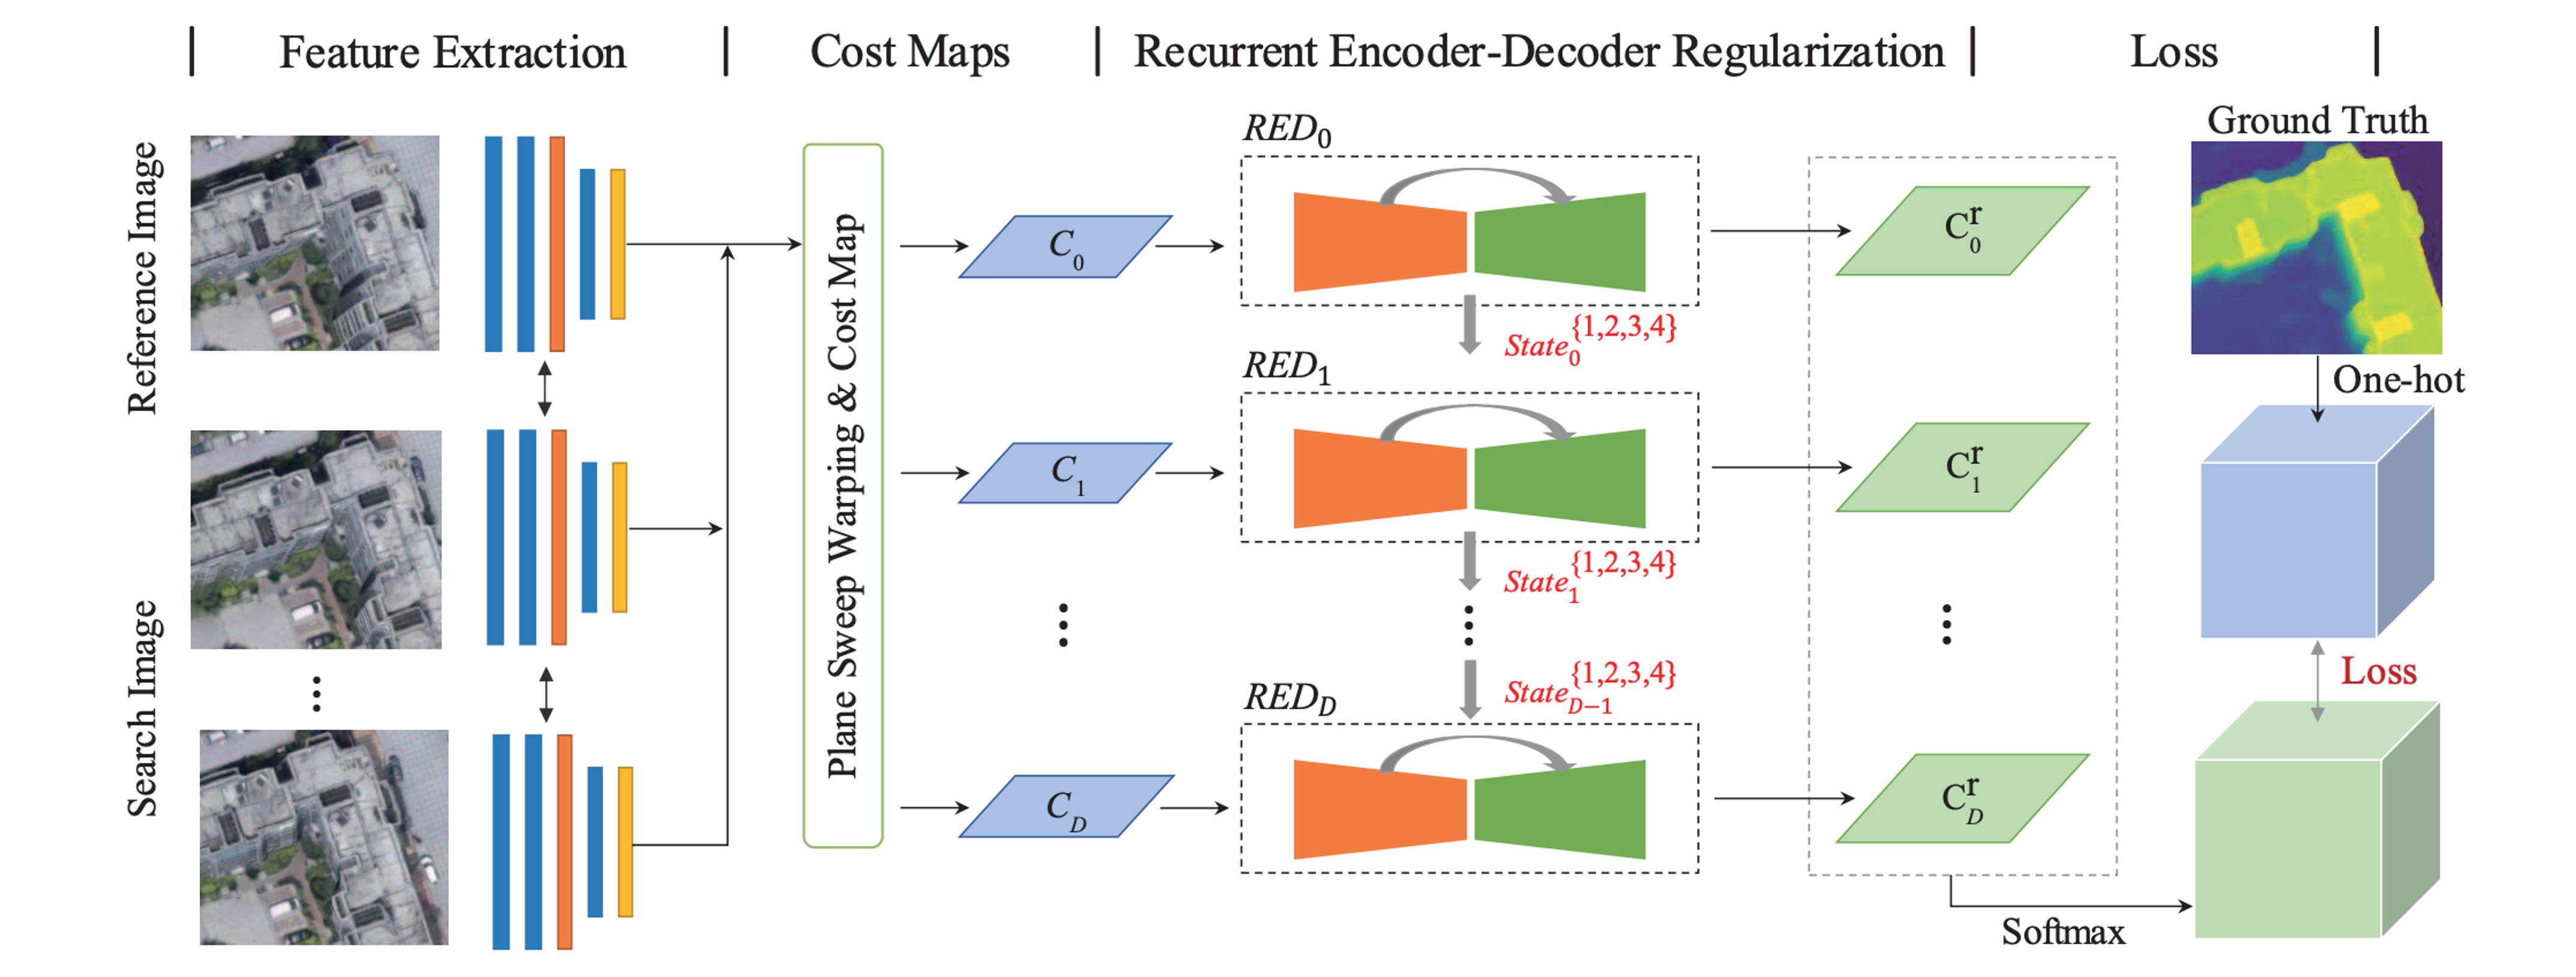 Feature Extraction
Cost Maps
Recurrent Encoder-Decoder Regularization
Loss
Reference Image
Search Image
Plane Sweep Warping & Cost Map
C_0
C_1
C_D
RED_0
State_0^{1,2,3,4}
RED_1
State_1^{1,2,3,4}
State_{D-1}^{1,2,3,4}
RED_D
C_0^r
C_1^r
C_D^r
Softmax
Ground Truth
One-hot
Loss